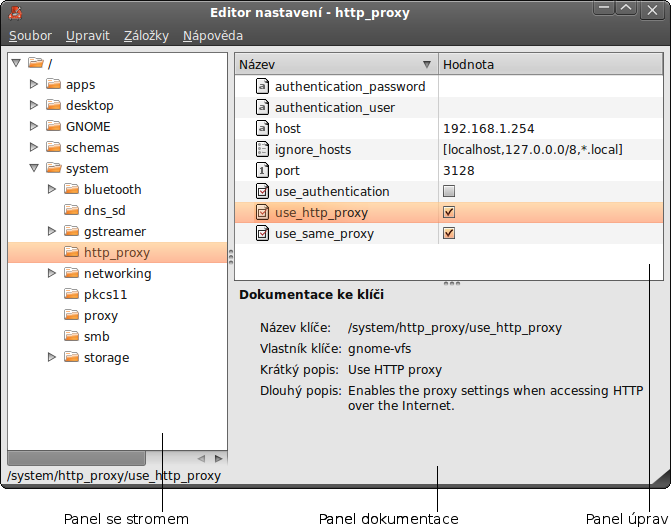 Editor nastavení - http_proxy
Soubor Upravit Záložky Nápověda
/
apps
desktop
GNOME
schemas
system
bluetooth
dns_sd
gstreamer
http_proxy
networking
pkcs11
proxy
smb
storage
Název Hodnota
authentication_password
authentication_user
host 192.168.1.254
ignore_hosts [localhost,127.0.0.0/8,*.local]
port 3128
use_authentication
use_http_proxy
use_same_proxy
Dokumentace ke klíči
Název klíče: /system/http_proxy/use_http_proxy
Vlastník klíče: gnome-vfs
Krátký popis: Use HTTP proxy
Dlouhý popis: Enables the proxy settings when accessing HTTP
over the Internet.
/system/http_proxy/use_http_proxy
Panel se stromem Panel dokumentace Panel úprav